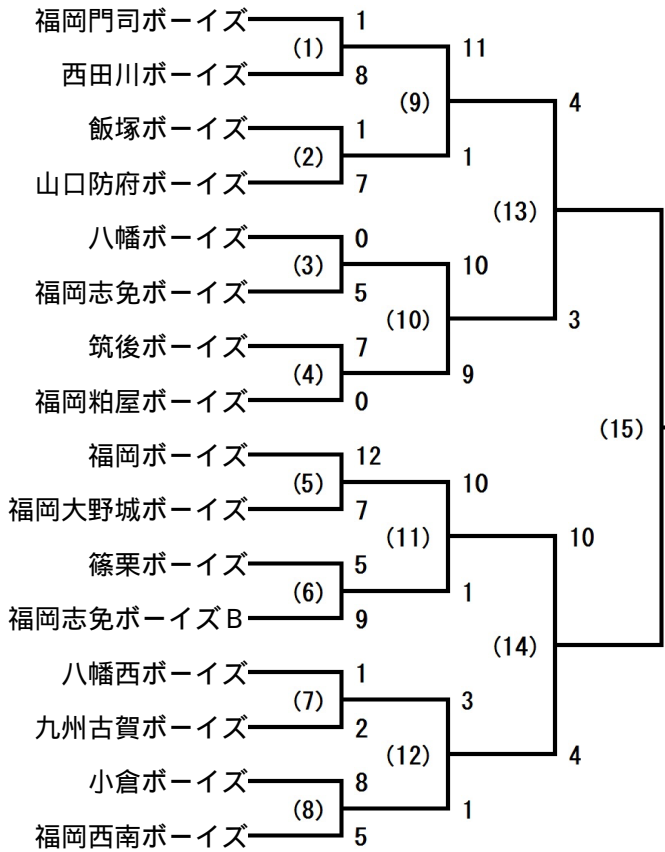 福岡門司ボーイズ 1
(1) 11
西田川ボーイズ 8
(9) 4
飯塚ボーイズ 1
(2) 1
山口防府ボーイズ 7
(13)
八幡ボーイズ 0
(3) 10
福岡志免ボーイズ 5
(10) 3
筑後ボーイズ 7
(4) 9
福岡粕屋ボーイズ 0
(15)
福岡ボーイズ 12
(5) 10
福岡大野城ボーイズ 7
(11) 10
篠栗ボーイズ 5
(6) 1
福岡志免ボーイズB 9
(14)
八幡西ボーイズ 1
(7) 3
九州古賀ボーイズ 2
(12) 4
小倉ボーイズ 8
(8) 1
福岡西南ボーイズ 5